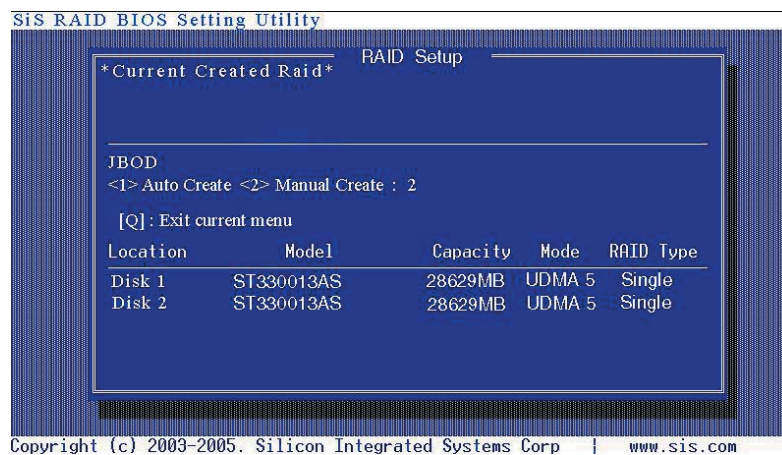 SiS RAID BIOS Setting Utility
RAID Setup
*Current Created Raid*
JBOD
<1> Auto Create <2> Manual Create : 2
[Q] : Exit current menu
Location Model Capacity Mode RAID Type
Disk 1 ST330013AS 28629MB UDMA 5 Single
Disk 2 ST330013AS 28629MB UDMA 5 Single
Copyright (c) 2003-2005. Silicon Integrated Systems Corp | www.sis.com